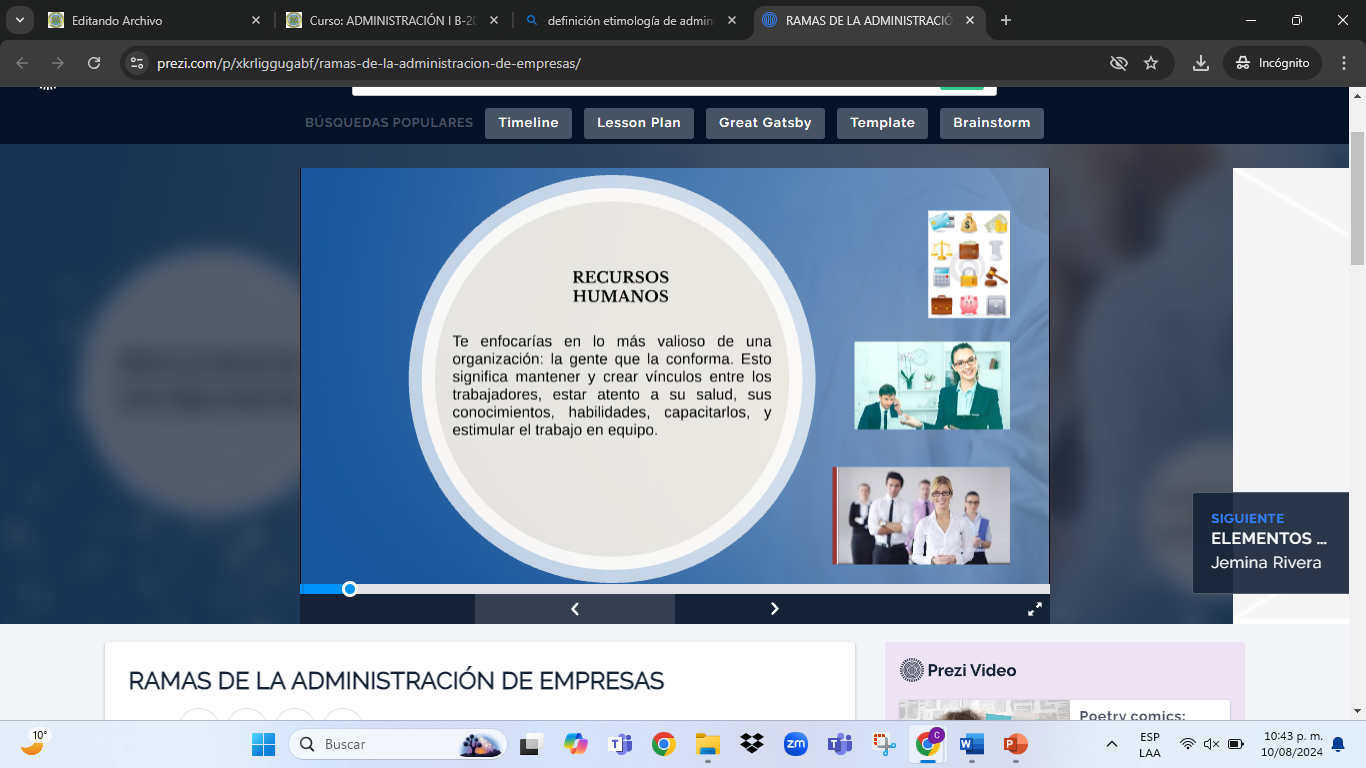 Editando Archivo
Curso: ADMINISTRACIÓN I B-20
definición etimología de admin
RAMAS DE LA ADMINISTRACIÓ
prezi.com/p/xkrliggugabf/ramas-de-la-administracion-de-empresas/
Incógnito
BÚSQUEDAS POPULARES
Timeline
Lesson Plan
Great Gatsby
Template
Brainstorm
RECURSOS
HUMANOS
Te enfocarías en lo más valioso de una
organización: la gente que la conforma. Esto
significa mantener y crear vínculos entre los
trabajadores, estar atento a su salud, sus
conocimientos, habilidades, capacitarlos, y
estimular el trabajo en equipo.
SIGUIENTE
ELEMENTOS ...
Jemina Rivera
RAMAS DE LA ADMINISTRACIÓN DE EMPRESAS
Prezi Video
Poetry comics:
10°
Buscar
zm
C
W
P
ESP
LAA
10:43 p. m.
10/08/2024